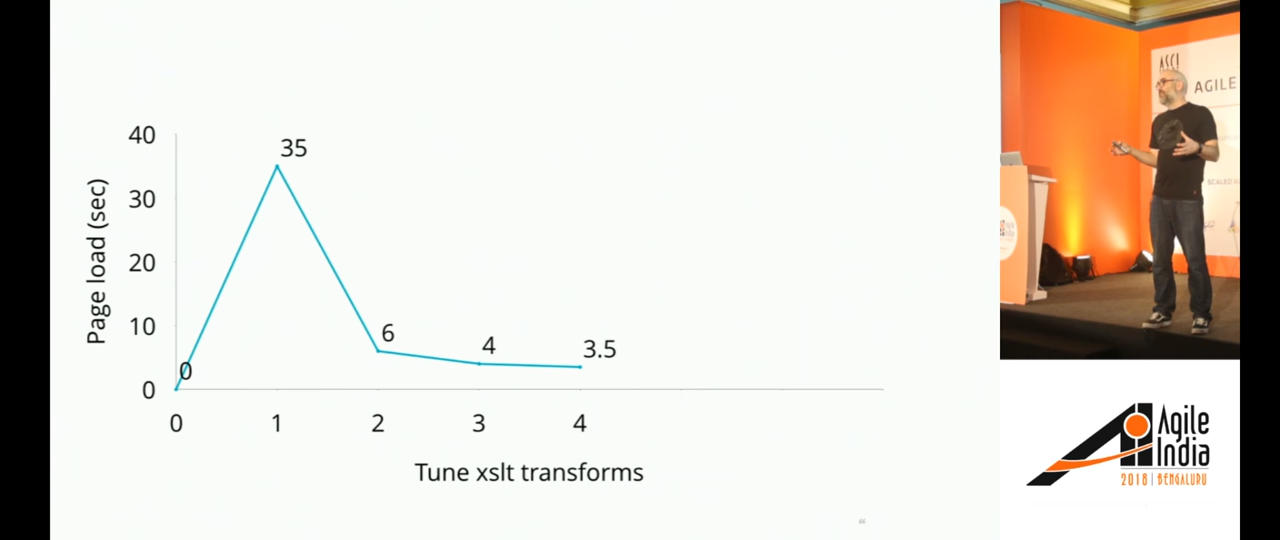 40
35
30
20
10
6
4
3.5
0
0
0
1
2
3
4
Page load (sec)
Tune xslt transforms
AGILE
SCALED
Agile
India
2018 | BENGALURU